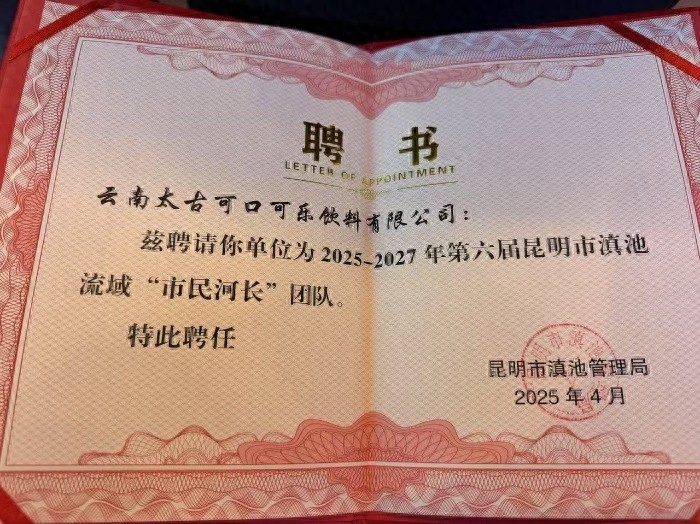 聘 书
LETTER OF APPOINTMENT
云南太古可口可乐饮料有限公司：
兹聘请你单位为2025~2027年第六届昆明市滇池
流域“市民河长”团队。
特此聘任
昆明市滇池管理局
2025年4月